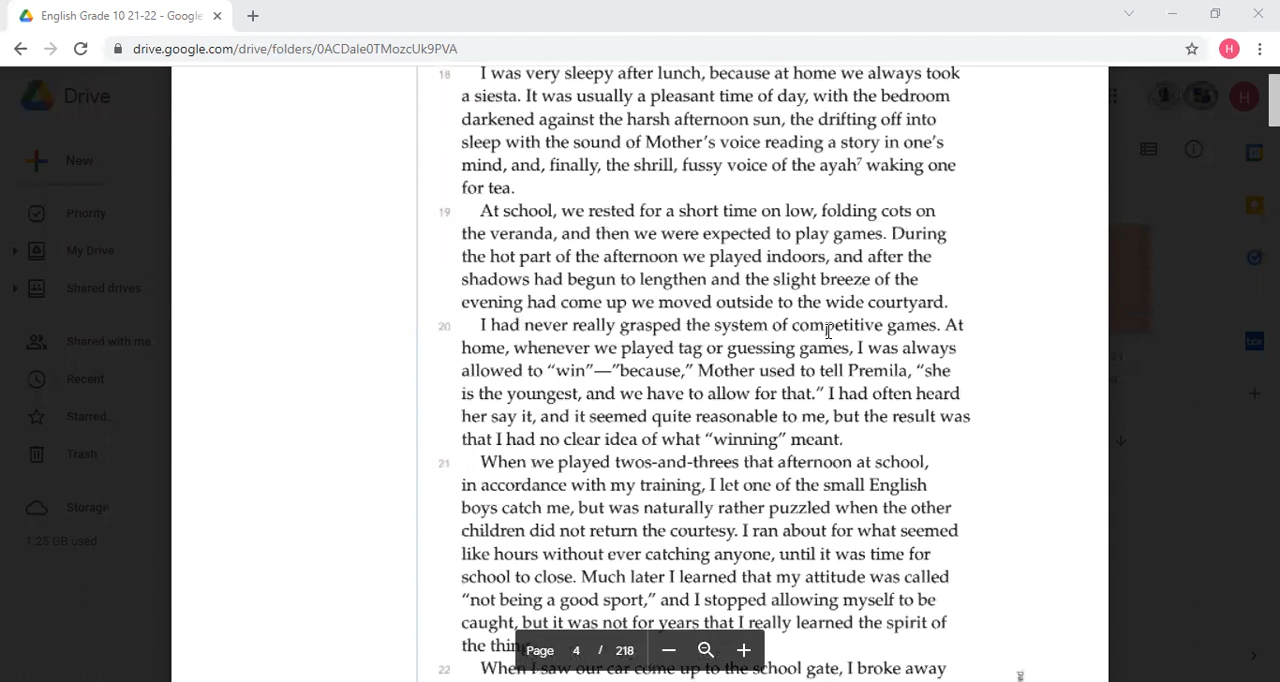 English Grade 10 21-22 - Google
drive.google.com/drive/folders/0ACDale0TMozcUk9PVA
H
Drive
H
New
Priority
My Drive
Shared drives
Shared with me
Recent
Starred
Trash
Storage
1.25 GB used
box
18 I was very sleepy after lunch, because at home we always took
a siesta. It was usually a pleasant time of day, with the bedroom
darkened against the harsh afternoon sun, the drifting off into
sleep with the sound of Mother's voice reading a story in one's
mind, and, finally, the shrill, fussy voice of the ayah7 waking one
for tea.
19 At school, we rested for a short time on low, folding cots on
the veranda, and then we were expected to play games. During
the hot part of the afternoon we played indoors, and after the
shadows had begun to lengthen and the slight breeze of the
evening had come up we moved outside to the wide courtyard.
20 I had never really grasped the system of competitive games. At
home, whenever we played tag or guessing games, I was always
allowed to “win”—”because,” Mother used to tell Premila, “she
is the youngest, and we have to allow for that.” I had often heard
her say it, and it seemed quite reasonable to me, but the result was
that I had no clear idea of what “winning” meant.
21 When we played twos-and-threes that afternoon at school,
in accordance with my training, I let one of the small English
boys catch me, but was naturally rather puzzled when the other
children did not return the courtesy. I ran about for what seemed
like hours without ever catching anyone, until it was time for
school to close. Much later I learned that my attitude was called
“not being a good sport,” and I stopped allowing myself to be
caught, but it was not for years that I really learned the spirit of
the thing
Page 4 / 218
22 When I saw our car come up to the school gate, I broke away